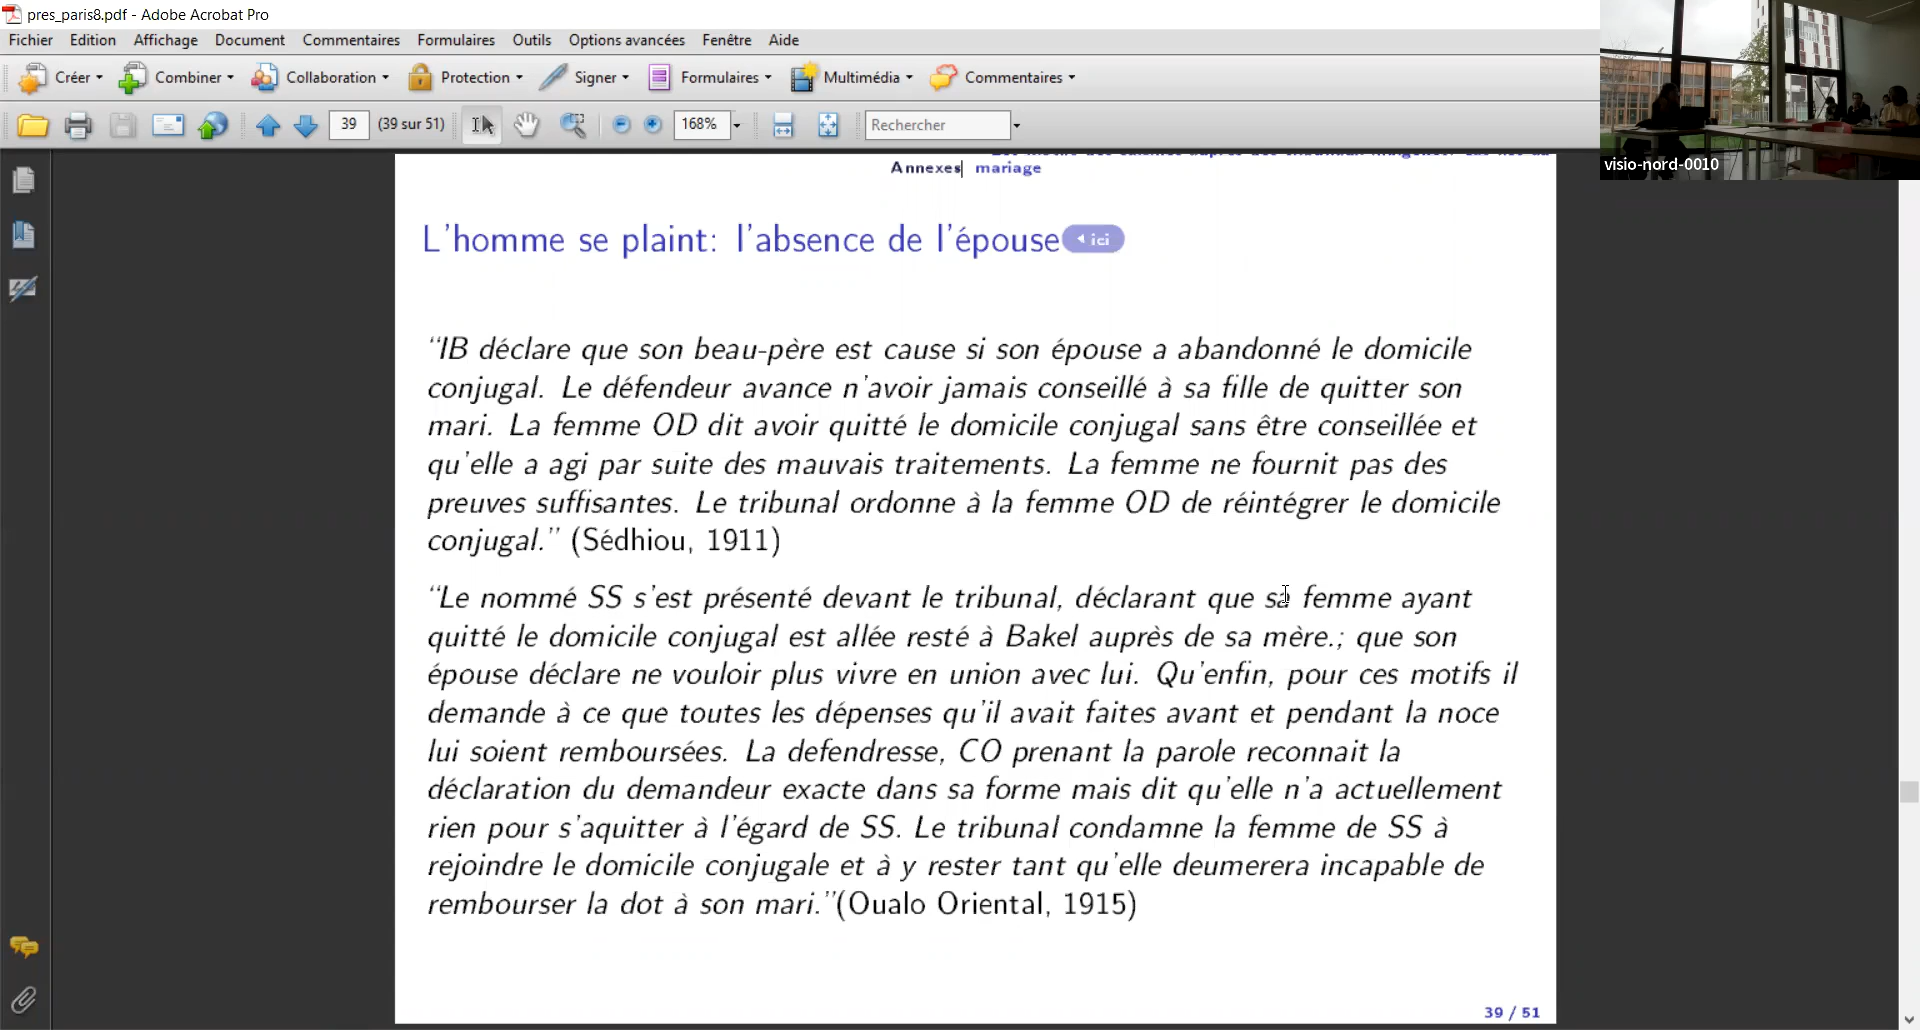 pres_paris8.pdf - Adobe Acrobat Pro
Fichier Edition Affichage Document Commentaires Formulaires Outils Options avancées Fenêtre Aide
Créer Combiner Collaboration Protection Signer Formulaires Multimédia Commentaires
39 (39 sur 51) 168% Rechercher
visio-nord-0010
Annexes mariage
L'homme se plaint: l'absence de l'épouse ici
“IB déclare que son beau-père est cause si son épouse a abandonné le domicile
conjugal. Le défendeur avance n'avoir jamais conseillé à sa fille de quitter son
mari. La femme OD dit avoir quitté le domicile conjugal sans être conseillée et
qu'elle a agi par suite des mauvais traitements. La femme ne fournit pas des
preuves suffisantes. Le tribunal ordonne à la femme OD de réintégrer le domicile
conjugal.” (Sédhiou, 1911)
“Le nommé SS s'est présenté devant le tribunal, déclarant que sa femme ayant
quitté le domicile conjugal est allée resté à Bakel auprès de sa mère.; que son
épouse déclare ne vouloir plus vivre en union avec lui. Qu'enfin, pour ces motifs il
demande à ce que toutes les dépenses qu'il avait faites avant et pendant la noce
lui soient remboursées. La defendresse, CO prenant la parole reconnait la
déclaration du demandeur exacte dans sa forme mais dit qu'elle n'a actuellement
rien pour s'aquitter à l'égard de SS. Le tribunal condamne la femme de SS à
rejoindre le domicile conjugale et à y rester tant qu'elle deumerera incapable de
rembourser la dot à son mari.”(Oualo Oriental, 1915)
39 / 51